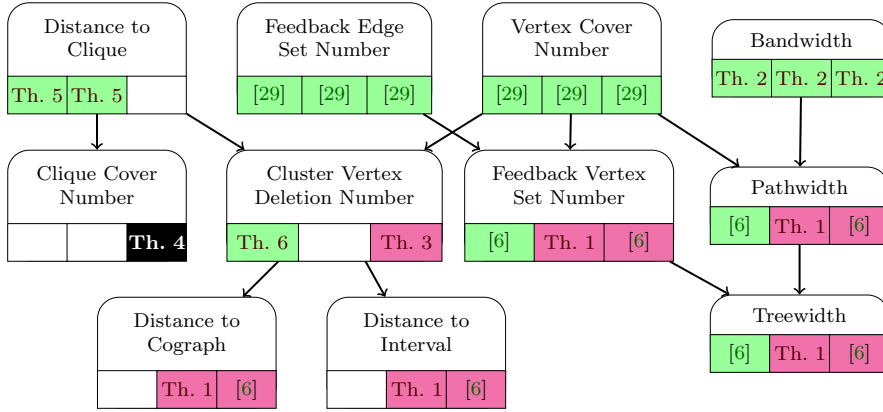 Distance to
Clique
Th. 5 Th. 5
Feedback Edge
Set Number
[29] [29] [29]
Vertex Cover
Number
[29] [29] [29]
Bandwidth
Th. 2 Th. 2 Th. 2
Clique Cover
Number
Th. 4
Cluster Vertex
Deletion Number
Th. 6 Th. 3
Feedback Vertex
Set Number
[6] Th. 1 [6]
Pathwidth
[6] Th. 1 [6]
Distance to
Cograph
Th. 1 [6]
Distance to
Interval
Th. 1 [6]
Treewidth
[6] Th. 1 [6]